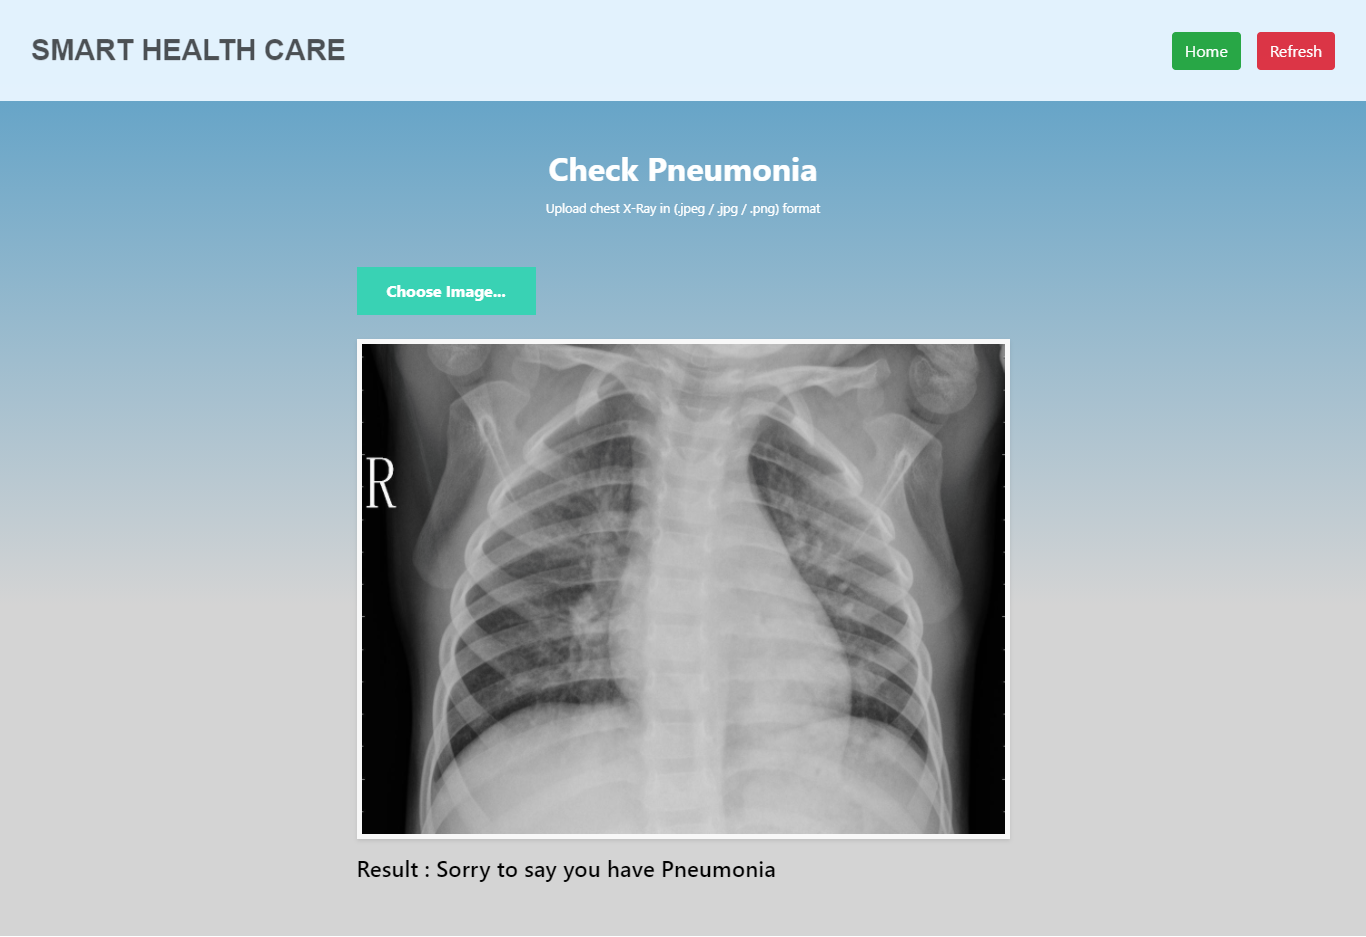 SMART HEALTH CARE
Home
Refresh
Check Pneumonia
Upload chest X-Ray in (.jpeg / .jpg / .png) format
Choose Image...
R
Result : Sorry to say you have Pneumonia